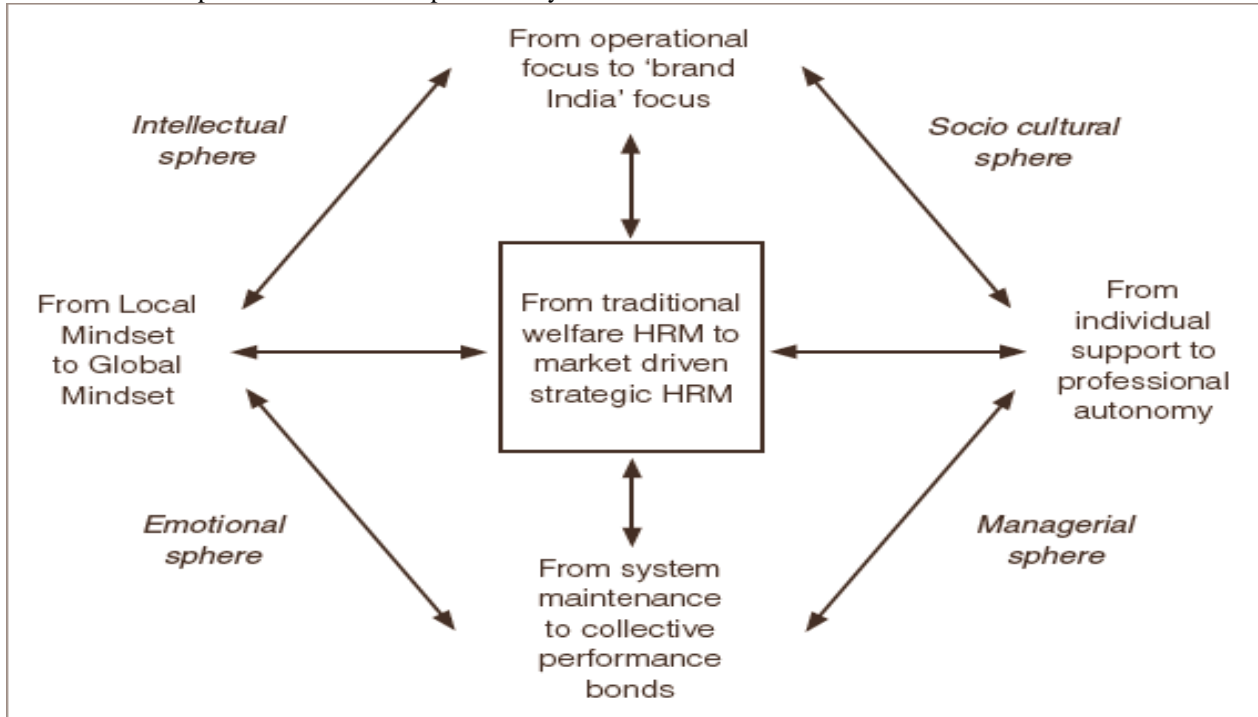 From operational
focus to ‘brand
India’ focus
Intellectual
sphere
Socio cultural
sphere
From Local
Mindset
to Global
Mindset
From traditional
welfare HRM to
market driven
strategic HRM
From
individual
support to
professional
autonomy
Emotional
sphere
Managerial
sphere
From system
maintenance
to collective
performance
bonds